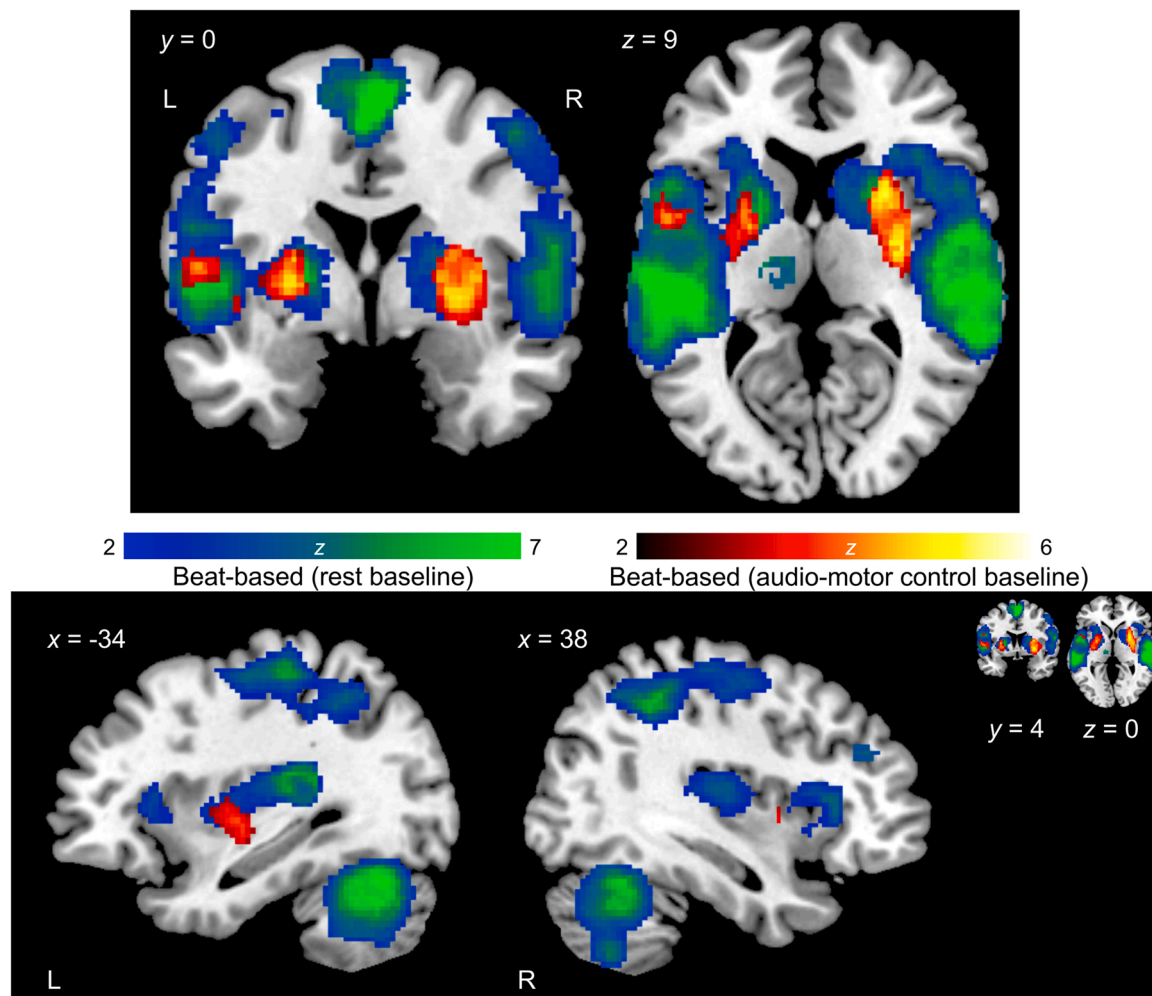 y = 0
z = 9
L
R
2
z
7
2
z
6
Beat-based (rest baseline)
Beat-based (audio-motor control baseline)
x = -34
x = 38
y = 4
z = 0
L
R